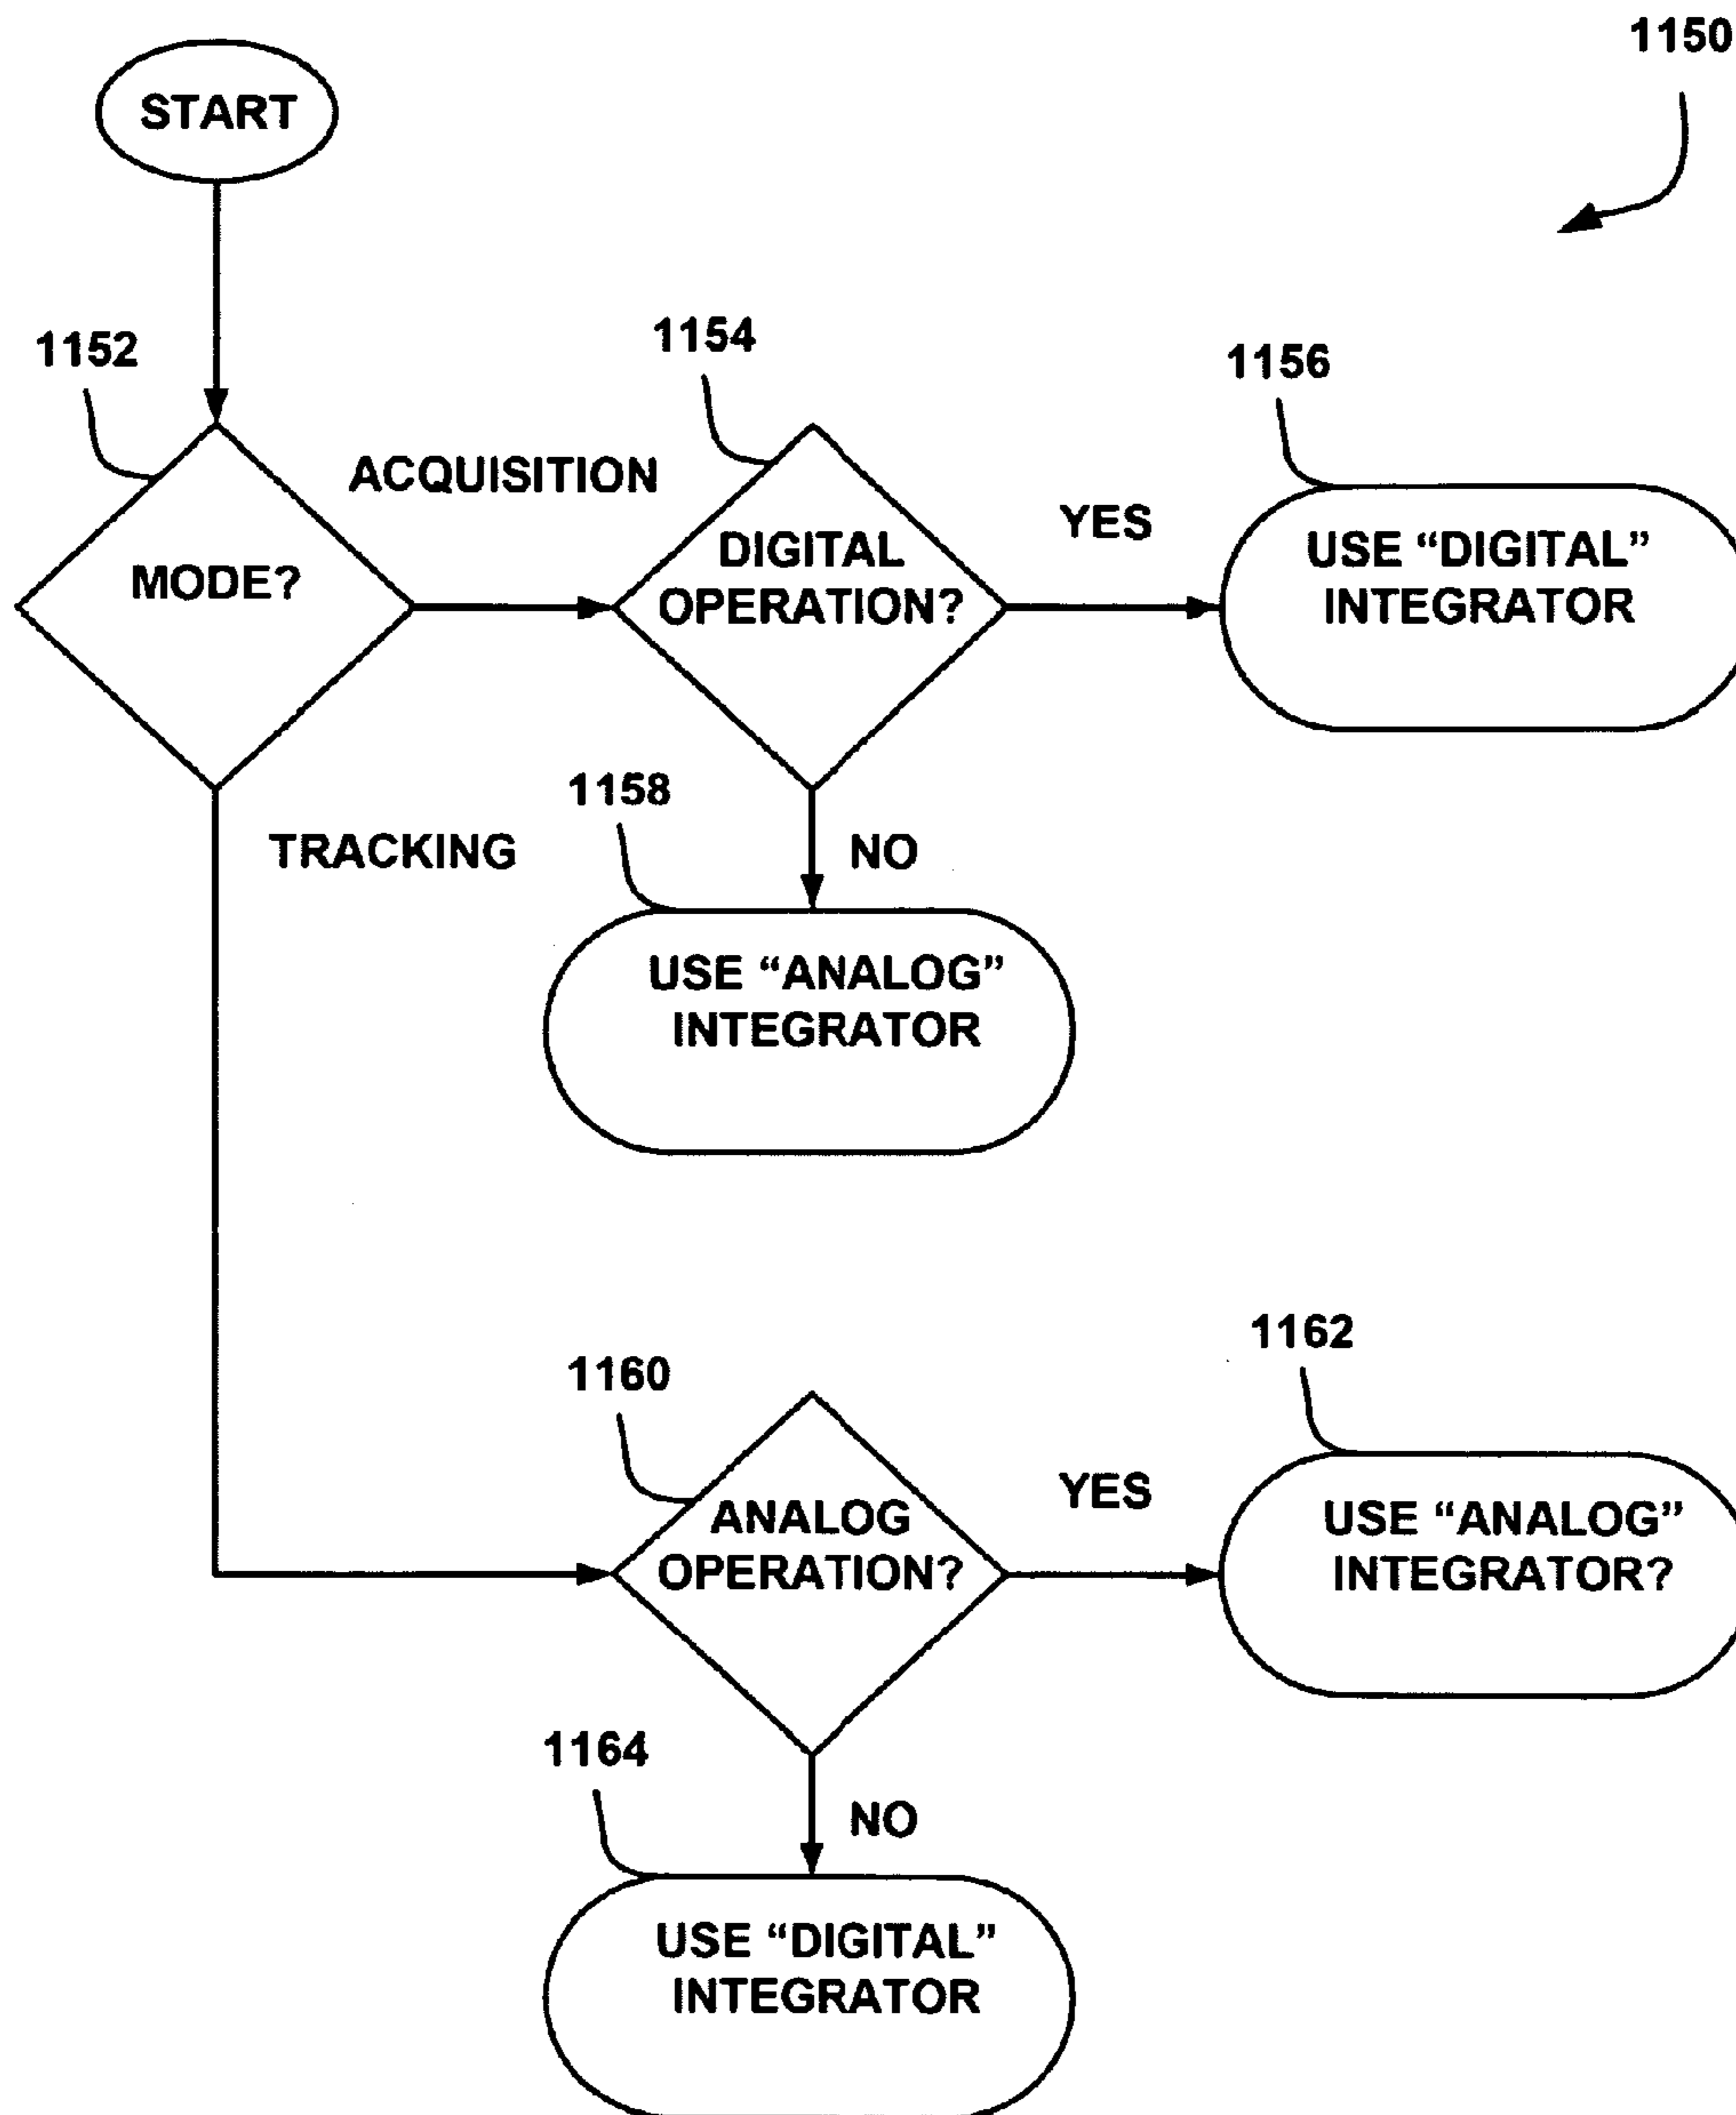 1150
START
1152
1154
1156
ACQUISITION
MODE?
DIGITAL
OPERATION?
YES
USE “DIGITAL”
INTEGRATOR
1158
TRACKING
NO
USE “ANALOG”
INTEGRATOR
1160
1162
ANALOG
OPERATION?
YES
USE “ANALOG”
INTEGRATOR?
1164
NO
USE “DIGITAL”
INTEGRATOR